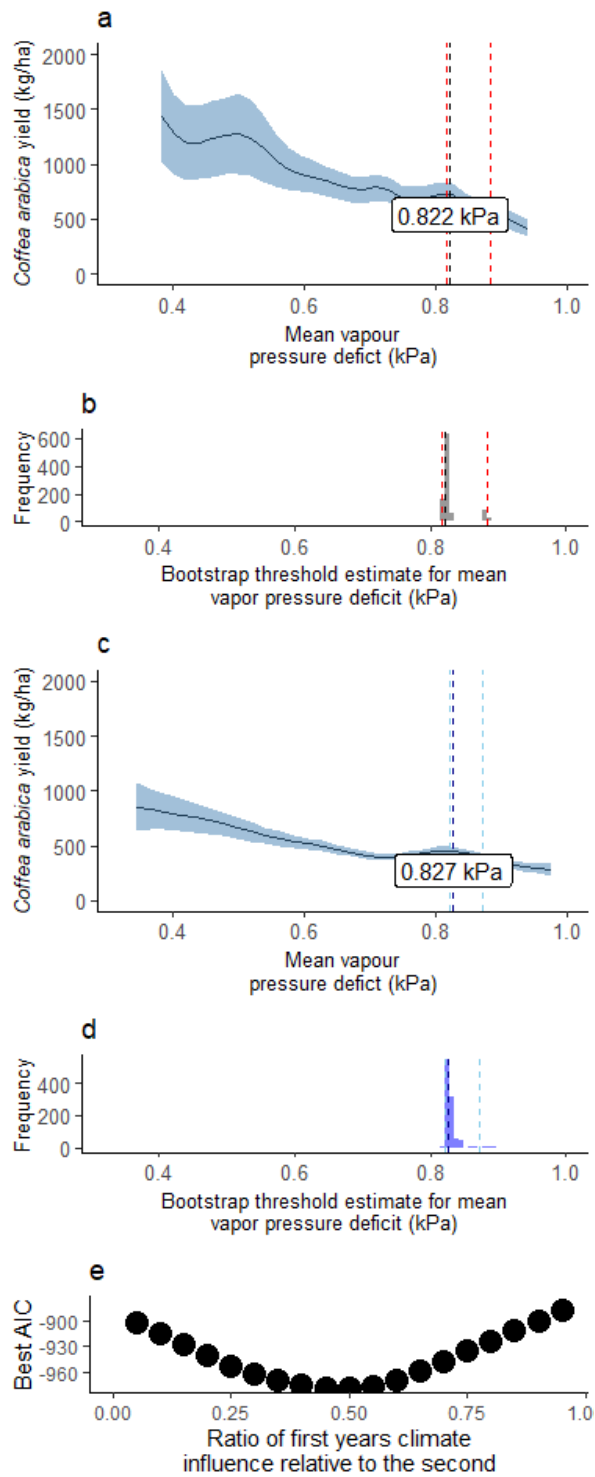 a
Coffea arabica yield (kg/ha)
2000
1500
1000
500
0
0.822 kPa
0.4
0.6
0.8
1.0
Mean vapour
pressure deficit (kPa)
b
Frequency
600
400
200
0
0.4
0.6
0.8
1.0
Bootstrap threshold estimate for mean
vapor pressure deficit (kPa)
c
Coffea arabica yield (kg/ha)
2000
1500
1000
500
0
0.827 kPa
0.4
0.6
0.8
1.0
Mean vapour
pressure deficit (kPa)
d
Frequency
400
200
0
0.4
0.6
0.8
1.0
Bootstrap threshold estimate for mean
vapor pressure deficit (kPa)
e
Best AIC
-900
-930
-960
0.00
0.25
0.50
0.75
1.0
Ratio of first years climate
influence relative to the second